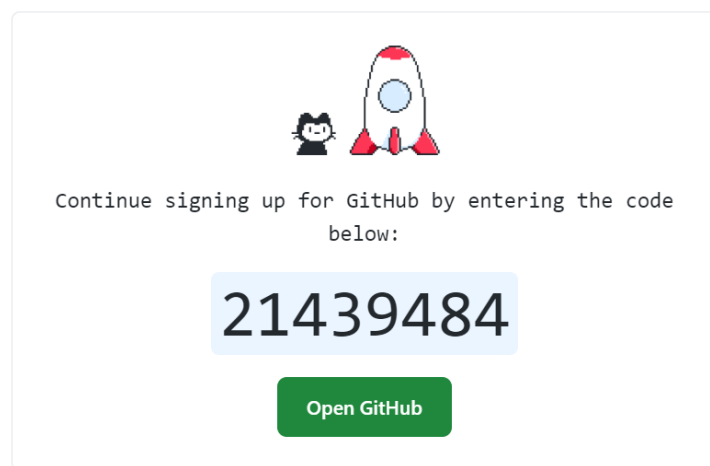 Continue signing up for GitHub by entering the code
below:
21439484
Open GitHub